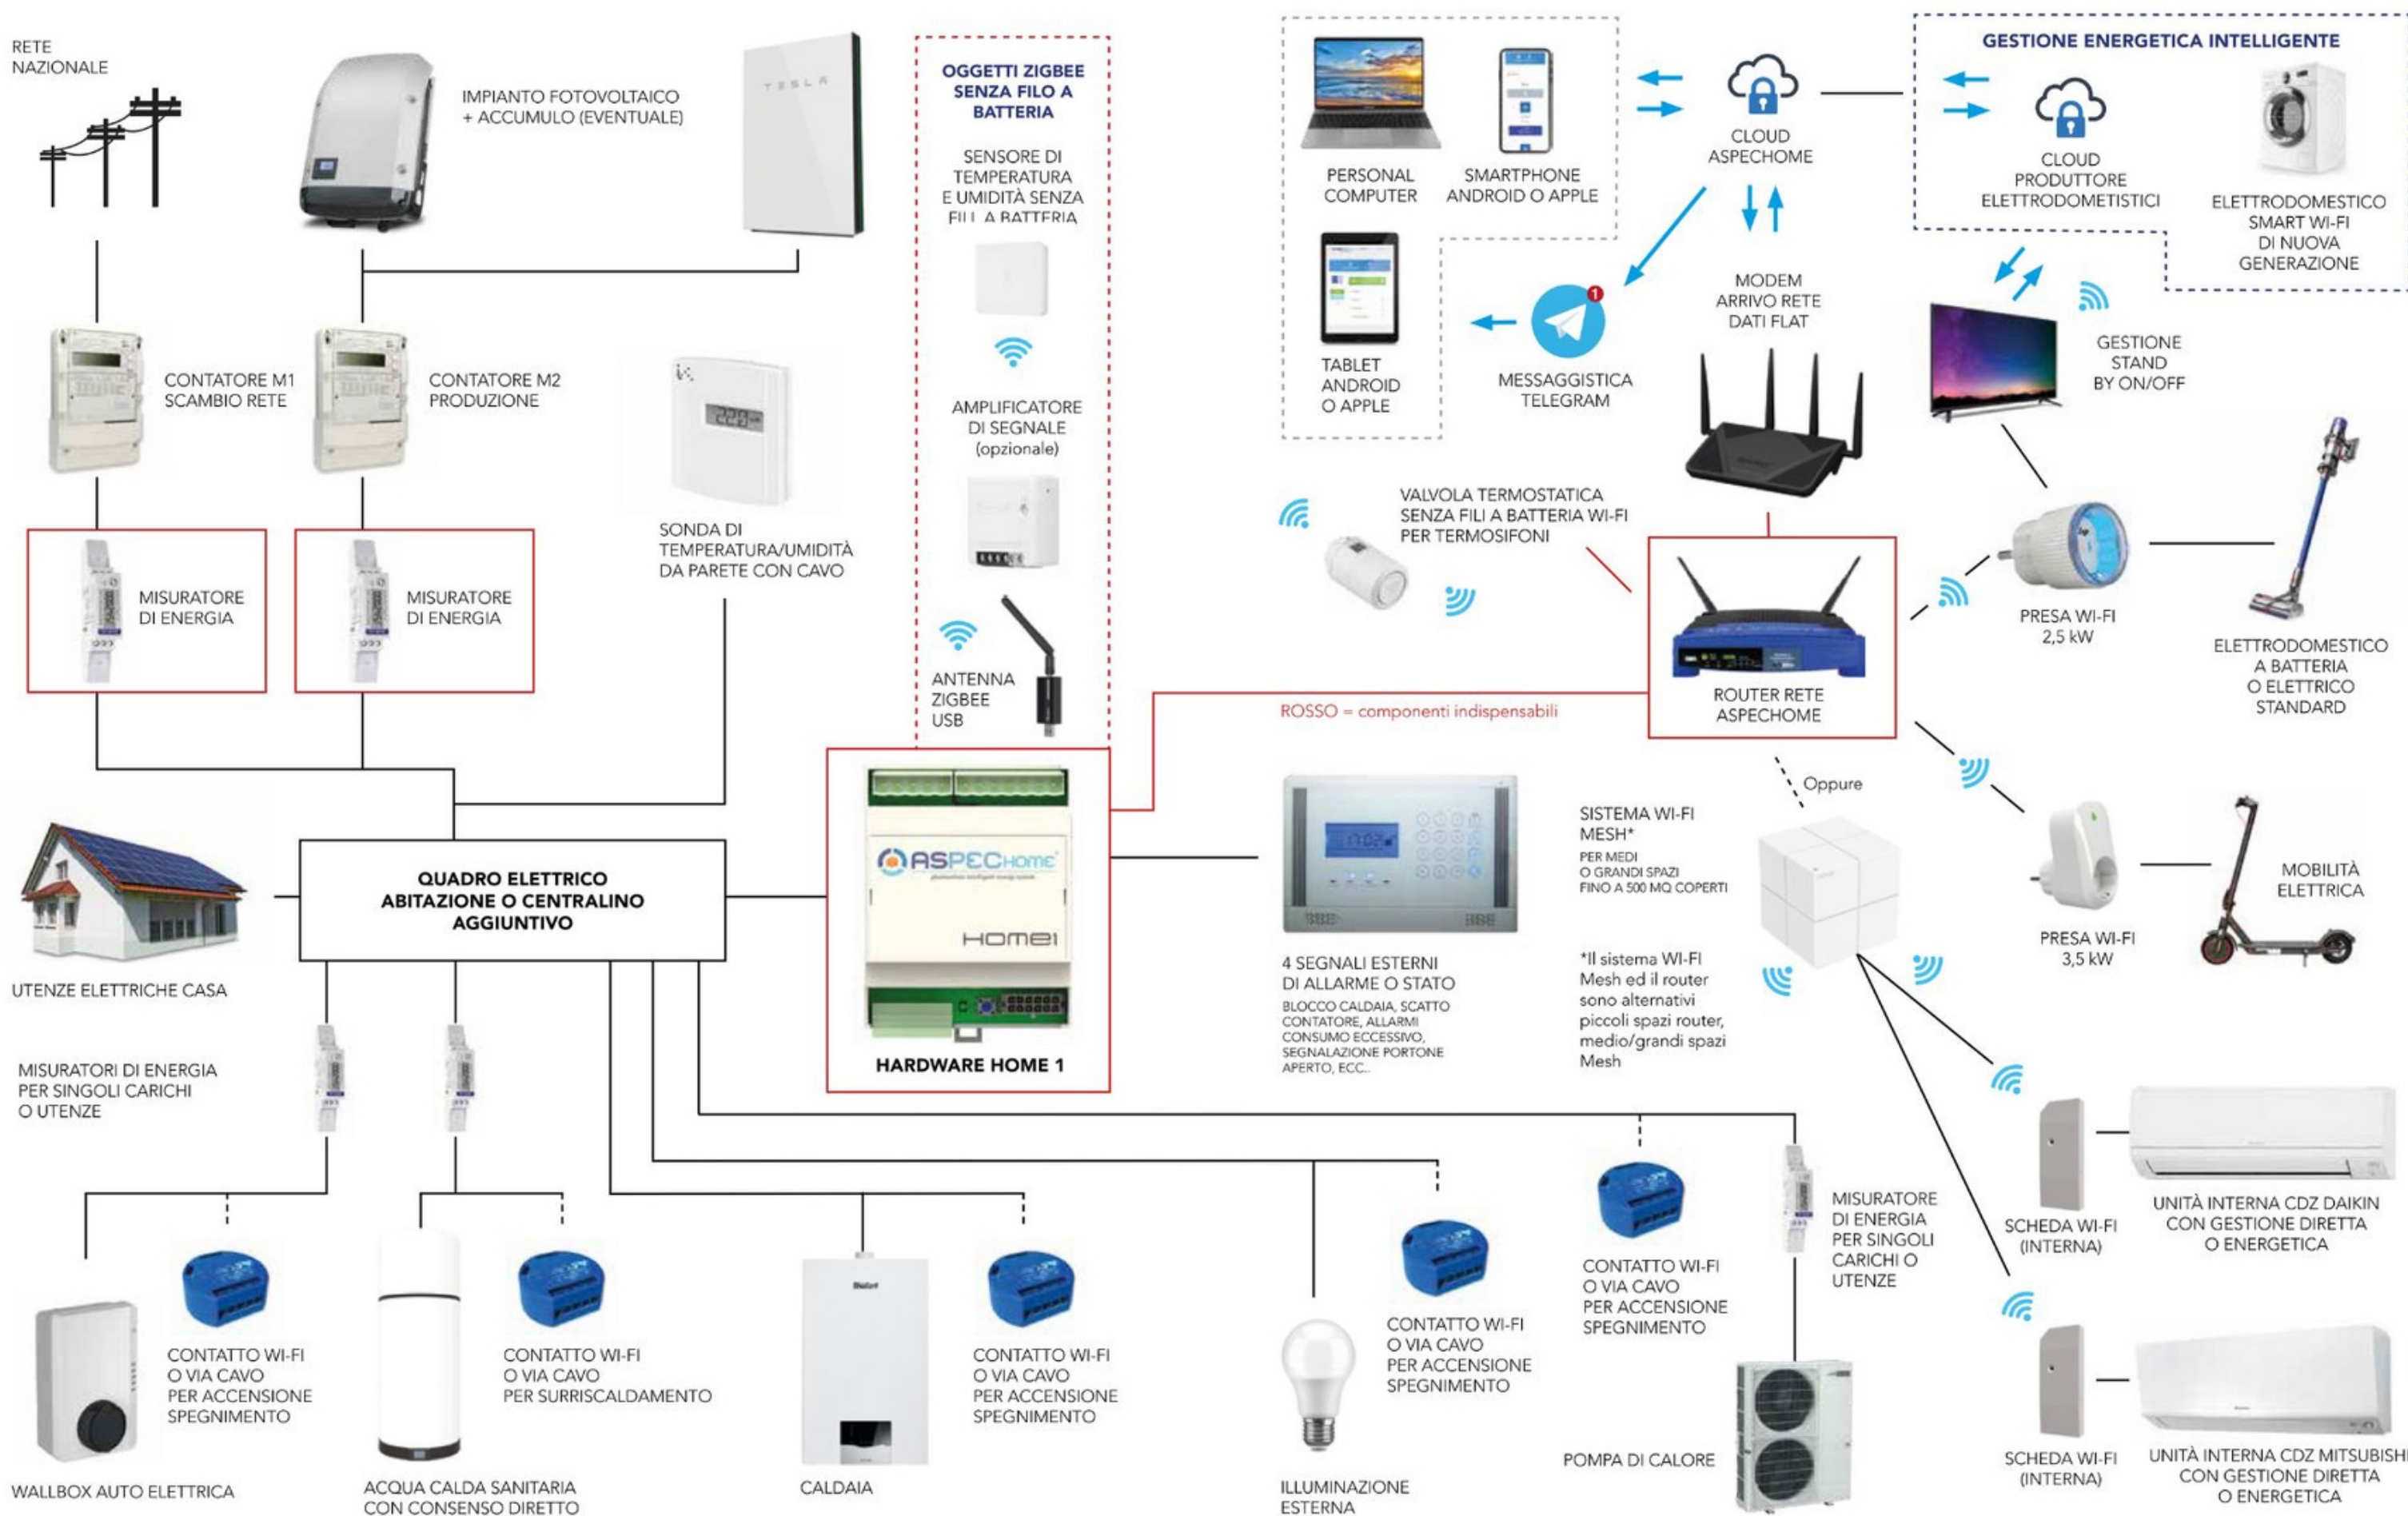 RETE
NAZIONALE
IMPIANTO FOTOVOLTAICO
+ ACCUMULO (EVENTUALE)
TESLA
OGGETTI ZIGBEE
SENZA FILO A
BATTERIA
SENSORE DI
TEMPERATURA
E UMIDITÀ SENZA
FILI A BATTERIA
AMPLIFICATORE
DI SEGNALE
(opzionale)
ANTENNA
ZIGBEE
USB
CONTATORE M1
SCAMBIO RETE
CONTATORE M2
PRODUZIONE
MISURATORE
DI ENERGIA
MISURATORE
DI ENERGIA
22.0
SONDA DI
TEMPERATURA/UMIDITÀ
DA PARETE CON CAVO
PERSONAL
COMPUTER
SMARTPHONE
ANDROID O APPLE
TABLET
ANDROID
O APPLE
CLOUD
ASPECHOME
1
MESSAGGISTICA
TELEGRAM
MODEM
ARRIVO RETE
DATI FLAT
GESTIONE ENERGETICA INTELLIGENTE
CLOUD
PRODUTTORE
ELETTRODOMETISTICI
ELETTRODOMESTICO
SMART WI-FI
DI NUOVA
GENERAZIONE
GESTIONE
STAND
BY ON/OFF
VALVOLA TERMOSTATICA
SENZA FILI A BATTERIA WI-FI
PER TERMOSIFONI
ROUTER RETE
ASPECHOME
ROSSO = componenti indispensabili
PRESA WI-FI
2,5 kW
ELETTRODOMESTICO
A BATTERIA
O ELETTRICO
STANDARD
Oppure
SISTEMA WI-FI
MESH*
PER MEDI
O GRANDI SPAZI
FINO A 500 MQ COPERTI
*Il sistema WI-FI
Mesh ed il router
sono alternativi
piccoli spazi router,
medio/grandi spazi
Mesh
PRESA WI-FI
3,5 kW
MOBILITÀ
ELETTRICA
UTENZE ELETTRICHE CASA
QUADRO ELETTRICO
ABITAZIONE O CENTRALINO
AGGIUNTIVO
ASPECHOME
HOME1
HARDWARE HOME 1
17:02
4 SEGNALI ESTERNI
DI ALLARME O STATO
BLOCCO CALDAIA, SCATTO
CONTATORE, ALLARMI
CONSUMO ECCESSIVO,
SEGNALAZIONE PORTONE
APERTO, ECC..
MISURATORI DI ENERGIA
PER SINGOLI CARICHI
O UTENZE
WALLBOX AUTO ELETTRICA
CONTATTO WI-FI
O VIA CAVO
PER ACCENSIONE
SPEGNIMENTO
ACQUA CALDA SANITARIA
CON CONSENSO DIRETTO
CONTATTO WI-FI
O VIA CAVO
PER SURRISCALDAMENTO
Vaillant
CALDAIA
CONTATTO WI-FI
O VIA CAVO
PER ACCENSIONE
SPEGNIMENTO
ILLUMINAZIONE
ESTERNA
CONTATTO WI-FI
O VIA CAVO
PER ACCENSIONE
SPEGNIMENTO
CONTATTO WI-FI
O VIA CAVO
PER ACCENSIONE
SPEGNIMENTO
MISURATORE
DI ENERGIA
PER SINGOLI
CARICHI O
UTENZE
POMPA DI CALORE
SCHEDA WI-FI
(INTERNA)
UNITÀ INTERNA CDZ DAIKIN
CON GESTIONE DIRETTA
O ENERGETICA
SCHEDA WI-FI
(INTERNA)
UNITÀ INTERNA CDZ MITSUBISHI
CON GESTIONE DIRETTA
O ENERGETICA